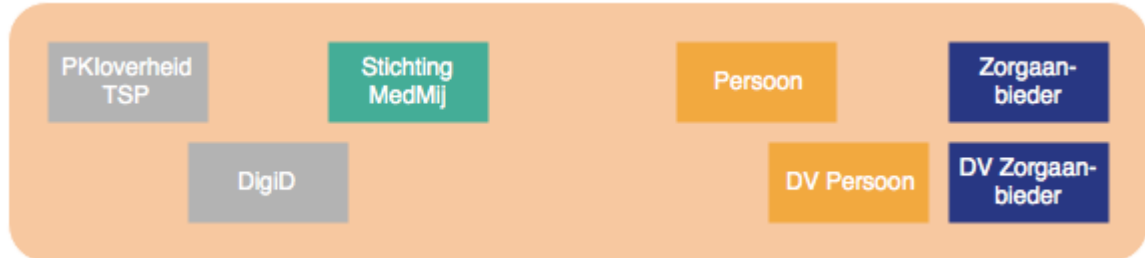 PKIoverheid
TSP
Stichting
MedMij
Persoon
Zorgaan-
bieder
DigiD
DV Persoon
DV Zorgaan-
bieder